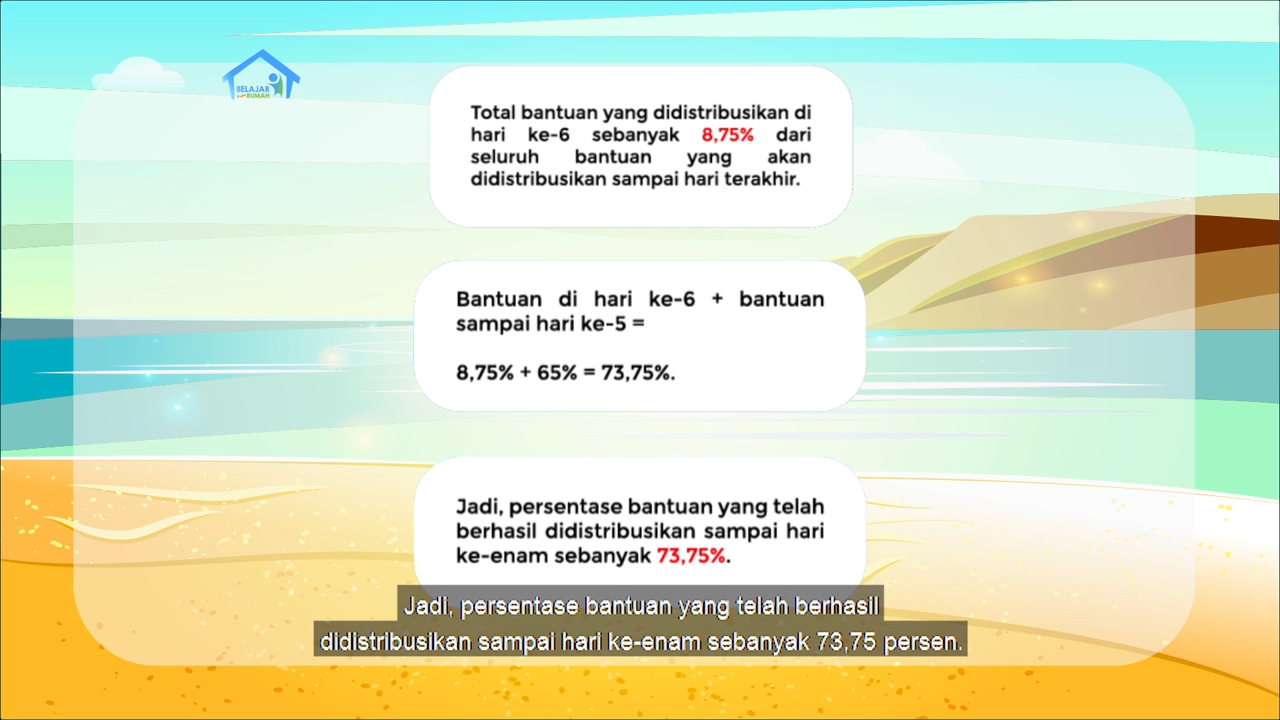 BELAJAR
dari RUMAH
Total bantuan yang didistribusikan di
hari ke-6 sebanyak 8,75% dari
seluruh bantuan yang akan
didistribusikan sampai hari terakhir.
Bantuan di hari ke-6 + bantuan
sampai hari ke-5 =
8,75% + 65% = 73,75%.
Jadi, persentase bantuan yang telah
berhasil didistribusikan sampai hari
ke-enam sebanyak 73,75%.
Jadi, persentase bantuan yang telah berhasil
didistribusikan sampai hari ke-enam sebanyak 73,75 persen.